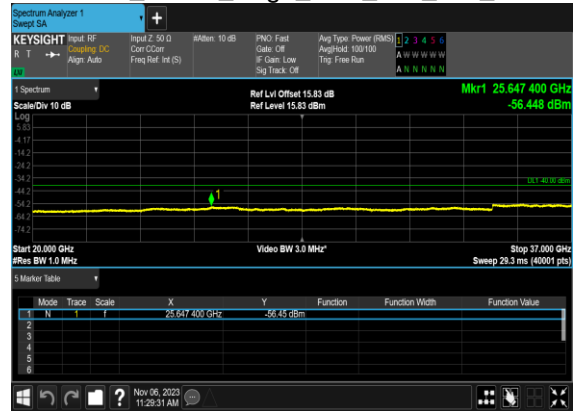 Spectrum Analyzer 1
Swept SA
+
KEYSIGHT Input: RF Input Z: 50 Ω #Atten: 10 dB PNO: Fast Avg Type: Power (RMS) 1 2 3 4 5 6
R T Coupling: DC Corr CCorr Gate: Off Avg|Hold: 100/100 A W W W W W
Align: Auto Freq Ref: Int (S) IF Gain: Low Trig: Free Run
LW Sig Track: Off A N N N N N
1 Spectrum Ref Lvl Offset 15.83 dB Mkr1 25.647 400 GHz
Scale/Div 10 dB Ref Level 15.83 dBm -56.448 dBm
Log
5.83
-4.17
-14.2
-24.2
-34.2
DL1 -40.00 dBm
-44.2
1
-54.2
-64.2
-74.2
Start 20.000 GHz Video BW 3.0 MHz* Stop 37.000 GHz
#Res BW 1.0 MHz Sweep 29.3 ms (40001 pts)
5 Marker Table
Mode Trace Scale X Y Function Function Width Function Value
1 N 1 f 25.647 400 GHz -56.45 dBm
2
3
4
5
6
? Nov 06, 2023
11:29:31 AM